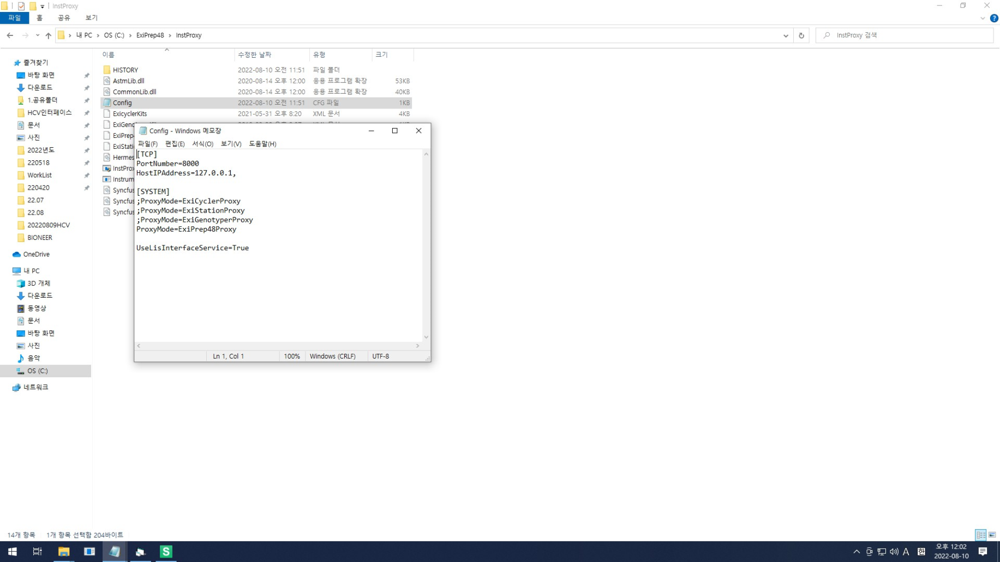 InstProxy
파일 홈 공유 보기
내 PC > OS (C:) > ExiPrep48 > InstProxy
InstProxy 검색
이름 수정한 날짜 유형 크기
HISTORY 2022-08-10 오전 11:51 파일 폴더
AstmLib.dll 2020-08-14 오후 12:00 응용 프로그램 확장 53KB
CommonLib.dll 2020-08-14 오후 12:00 응용 프로그램 확장 40KB
Config 2022-08-10 오전 11:51 CFG 파일 1KB
ExicyclerKits 2021-05-31 오후 8:20 XML 문서 4KB
ExiGeno
ExiPrep4
ExiStati
Hermes
InstPro
Instrum
Syncfus
Syncfus
Syncfus
즐겨찾기
바탕 화면
다운로드
1.공유폴더
HCV인터페이스
문서
사진
2022년도
220518
WorkList
220420
22.07
22.08
20220809HCV
BIONEER
OneDrive
내 PC
3D 개체
다운로드
동영상
문서
바탕 화면
사진
음악
OS (C:)
네트워크
Config - Windows 메모장
파일(F) 편집(E) 서식(O) 보기(V) 도움말(H)
[TCP]
PortNumber=8000
HostIPAddress=127.0.0.1,
[SYSTEM]
;ProxyMode=ExiCyclerProxy
;ProxyMode=ExiStationProxy
;ProxyMode=ExiGenotyperProxy
ProxyMode=ExiPrep48Proxy
UseLisInterfaceService=True
Ln 1, Col 1 100% Windows (CRLF) UTF-8
14개 항목 1개 항목 선택함 204바이트
S
A 한 오후 12:02
2022-08-10